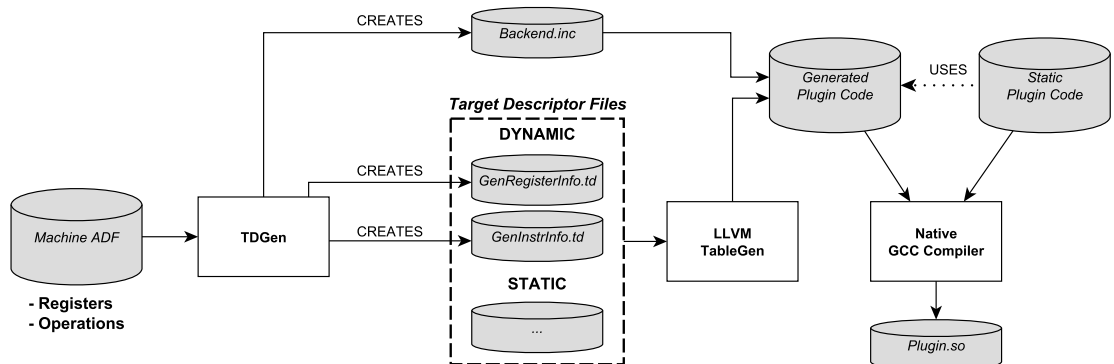 CREATES
Backend.inc
Generated
Plugin Code
USES
Static
Plugin Code
Target Descriptor Files
DYNAMIC
CREATES
GenRegisterInfo.td
Machine ADF
TDGen
CREATES
GenInstrInfo.td
LLVM
TableGen
Native
GCC Compiler
STATIC
...
- Registers
- Operations
Plugin.so